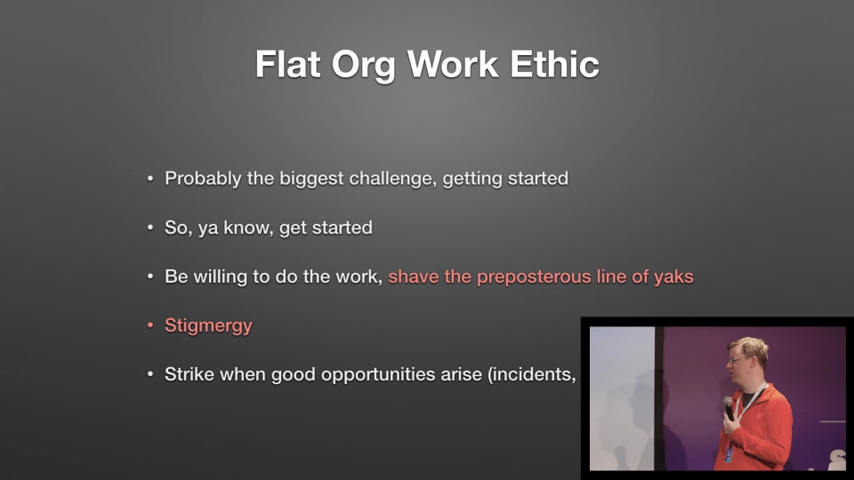 Flat Org Work Ethic
• Probably the biggest challenge, getting started
• So, ya know, get started
• Be willing to do the work, shave the preposterous line of yaks
• Stigmergy
• Strike when good opportunities arise (incidents,